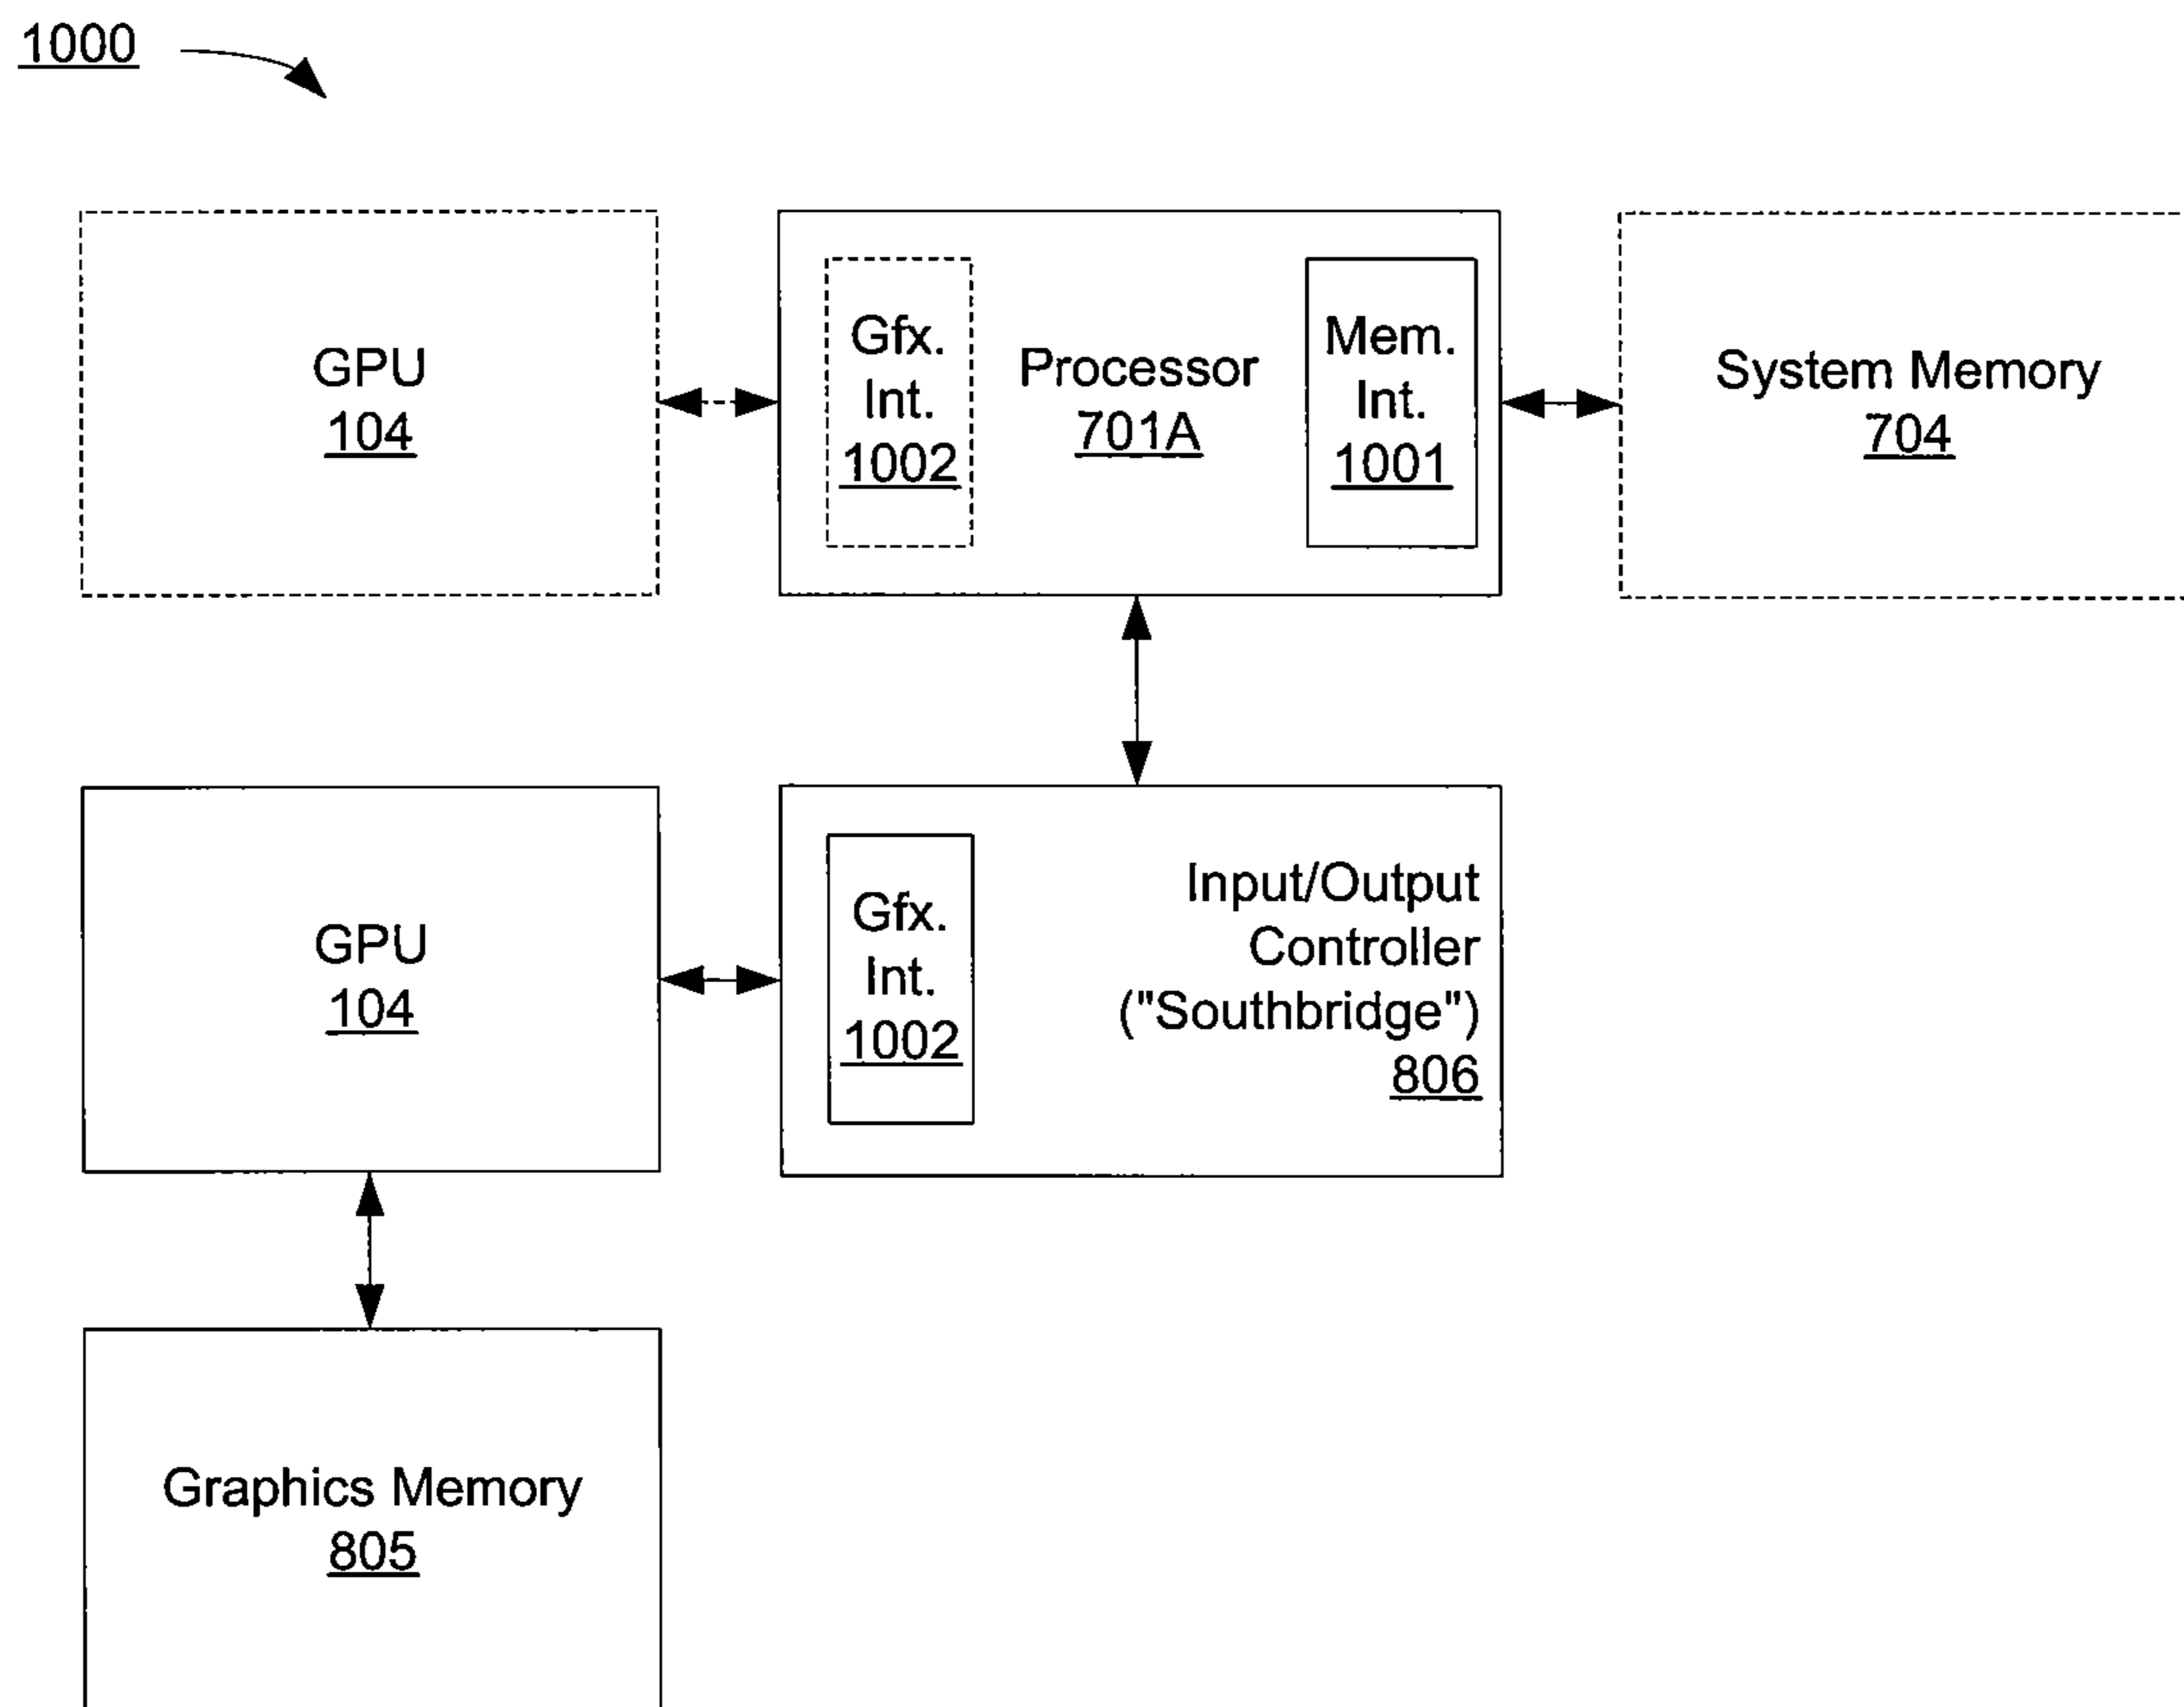 1000
GPU
104
Gfx.
Int.
1002
Processor
701A
Mem.
Int.
1001
System Memory
704
GPU
104
Gfx.
Int.
1002
Input/Output
Controller
("Southbridge")
806
Graphics Memory
805